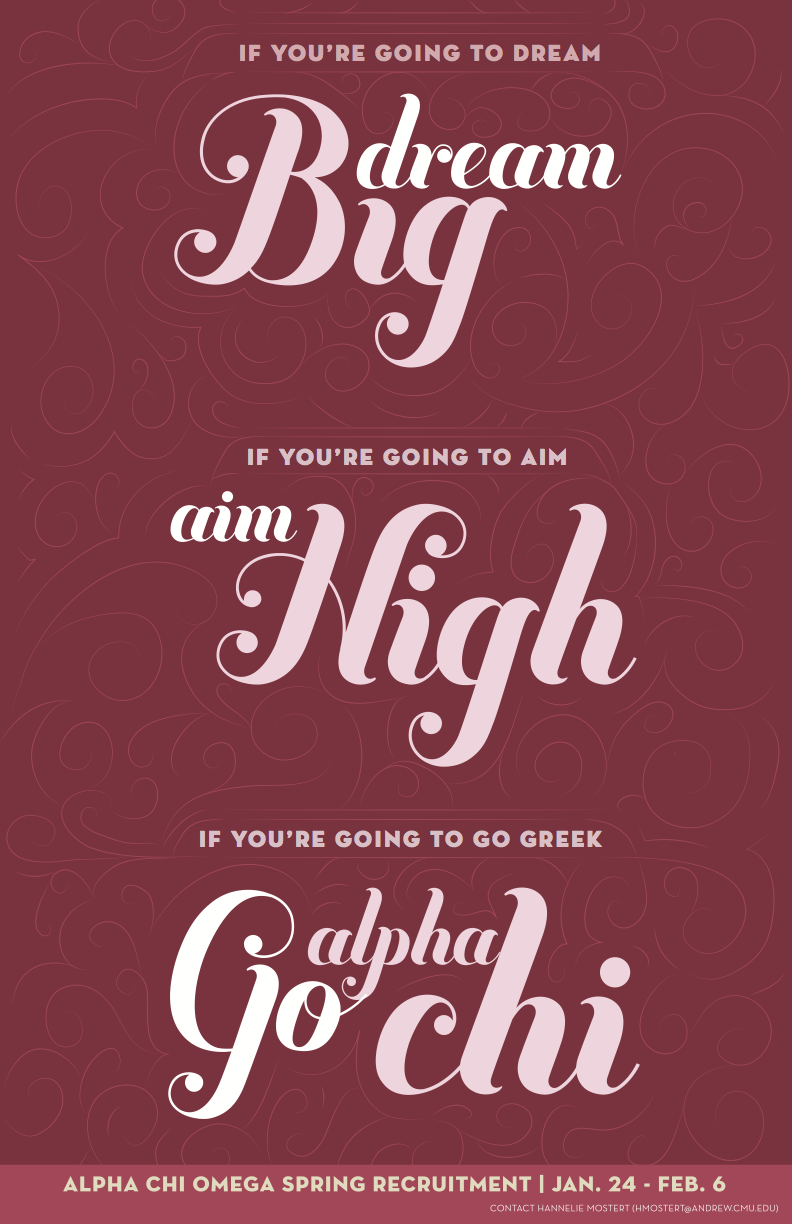 IF YOU'RE GOING TO DREAM
dream
Big
IF YOU'RE GOING TO AIM
aim
High
IF YOU'RE GOING TO GO GREEK
Go alpha
chi
ALPHA CHI OMEGA SPRING RECRUITMENT | JAN. 24 - FEB. 6
CONTACT HANNELIE MOSTERT (HMOSTERT@ANDREW.CMU.EDU)